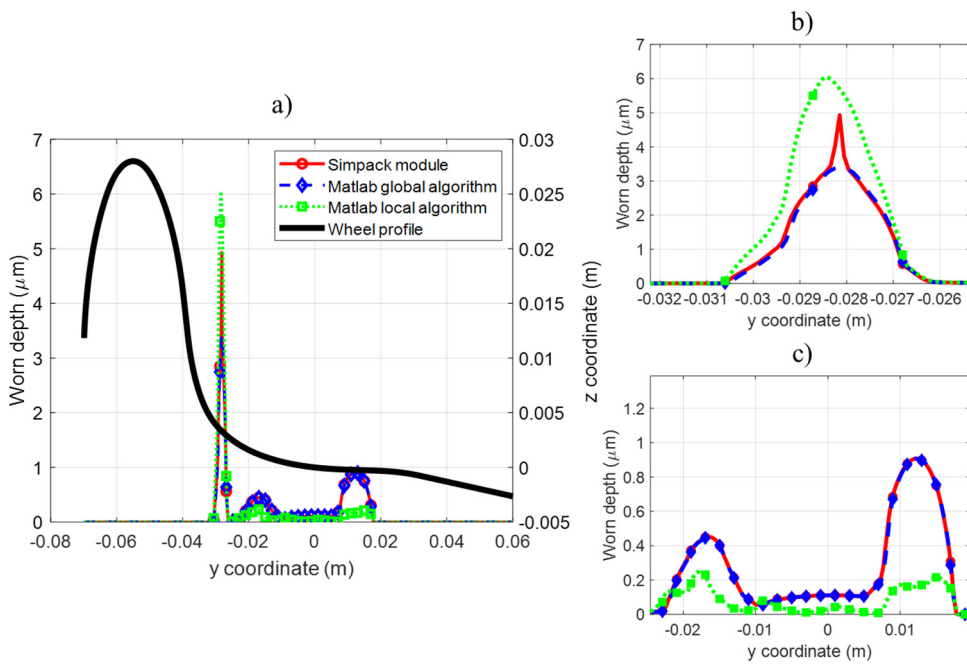 a)
7
6
5
4
3
2
1
0
Worn depth (μm)
0.03
0.025
0.02
0.015
0.01
0.005
0
-0.005
z coordinate (m)
Simpack module
Matlab global algorithm
Matlab local algorithm
Wheel profile
-0.08 -0.06 -0.04 -0.02 0 0.02 0.04 0.06
y coordinate (m)
b)
7
6
5
4
3
2
1
0
Worn depth (μm)
-0.032 -0.031 -0.03 -0.029 -0.028 -0.027 -0.026
y coordinate (m)
c)
1.2
1
0.8
0.6
0.4
0.2
0
Worn depth (μm)
-0.02 -0.01 0 0.01
y coordinate (m)